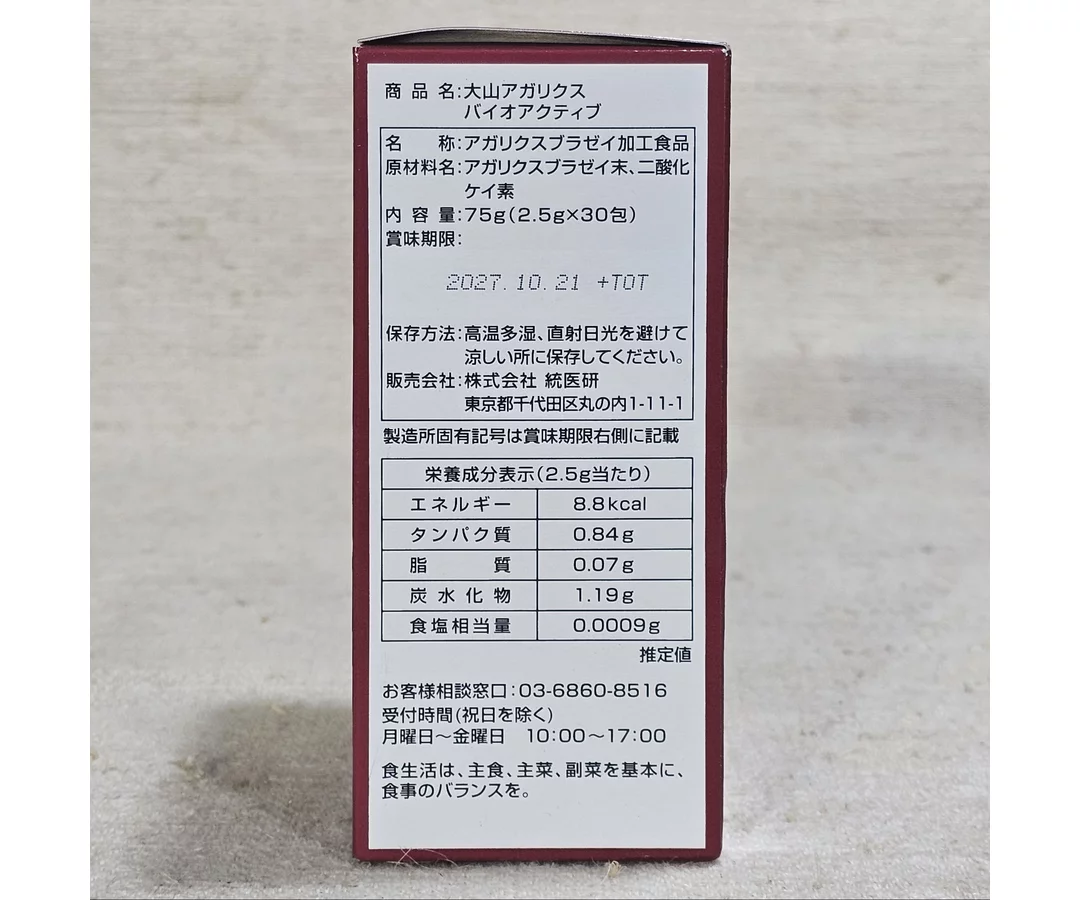 商品名:大山アガリクス
バイオアクティブ
名　　称:アガリクスブラゼイ加工食品
原材料名:アガリクスブラゼイ末、二酸化
ケイ素
内容量:75g(2.5g×30包)
賞味期限:
2027.10.21 +TOT
保存方法:高温多湿、直射日光を避けて
涼しい所に保存してください。
販売会社:株式会社 統医研
東京都千代田区丸の内1-11-1
製造所固有記号は賞味期限右側に記載
栄養成分表示(2.5g当たり)
エネルギー 8.8kcal
タンパク質 0.84g
脂質 0.07g
炭水化物 1.19g
食塩相当量 0.0009g
推定値
お客様相談窓口:03-6860-8516
受付時間(祝日を除く)
月曜日～金曜日　10:00～17:00
食生活は、主食、主菜、副菜を基本に、
食事のバランスを。